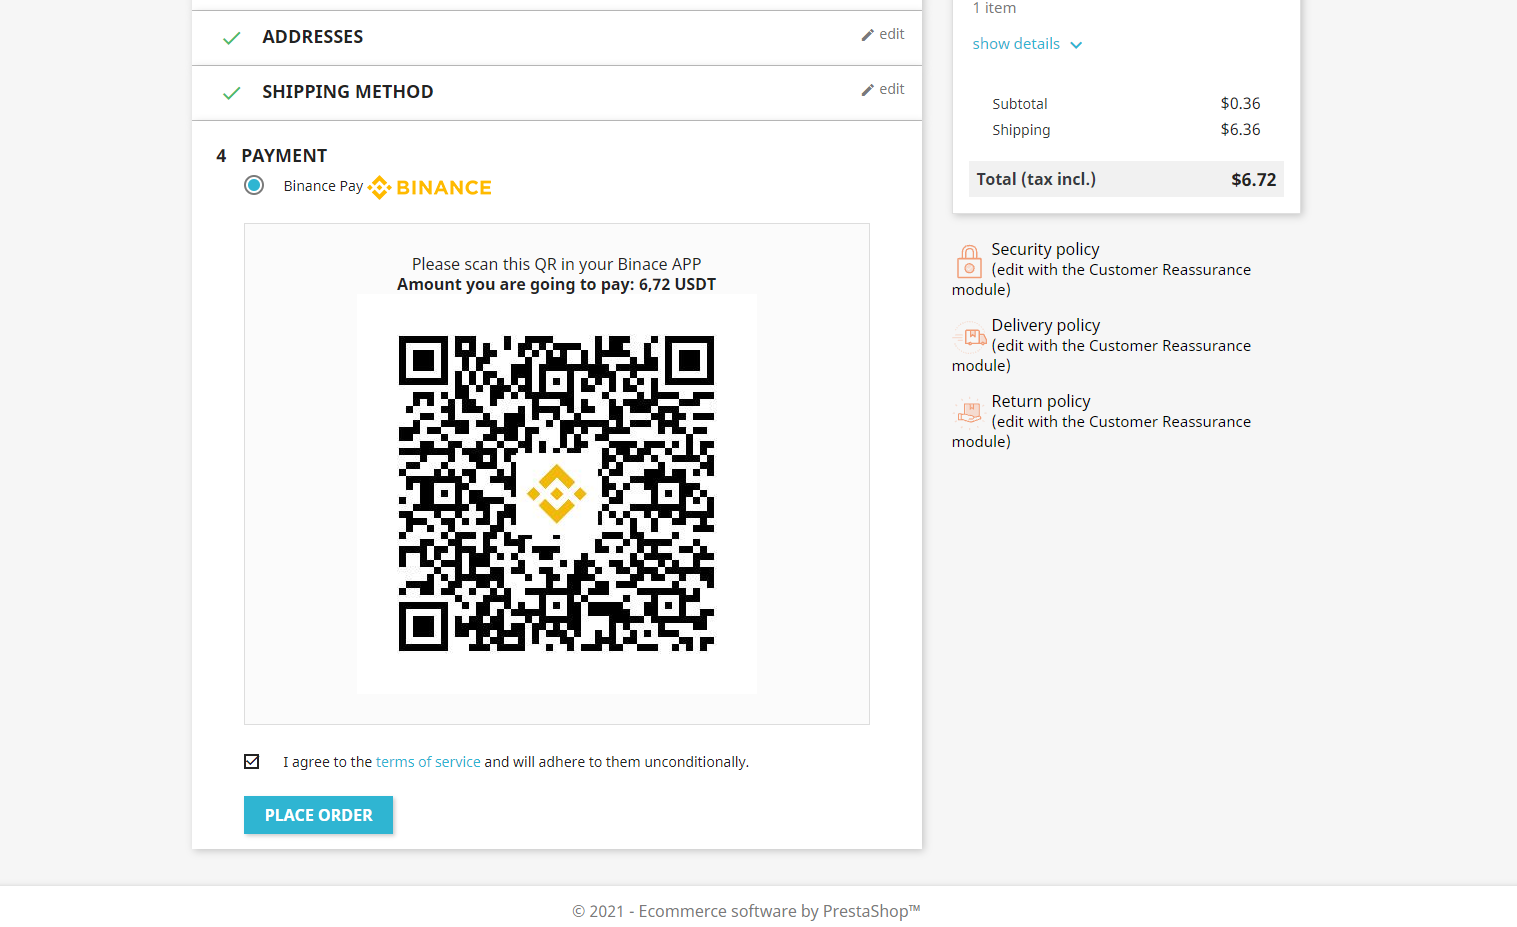 ADDRESSES
edit
SHIPPING METHOD
edit
4 PAYMENT
Binance Pay BINANCE
Please scan this QR in your Binace APP
Amount you are going to pay: 6,72 USDT
I agree to the terms of service and will adhere to them unconditionally.
PLACE ORDER
1 item
show details
Subtotal $0.36
Shipping $6.36
Total (tax incl.) $6.72
Security policy
(edit with the Customer Reassurance
module)
Delivery policy
(edit with the Customer Reassurance
module)
Return policy
(edit with the Customer Reassurance
module)
© 2021 - Ecommerce software by PrestaShop™